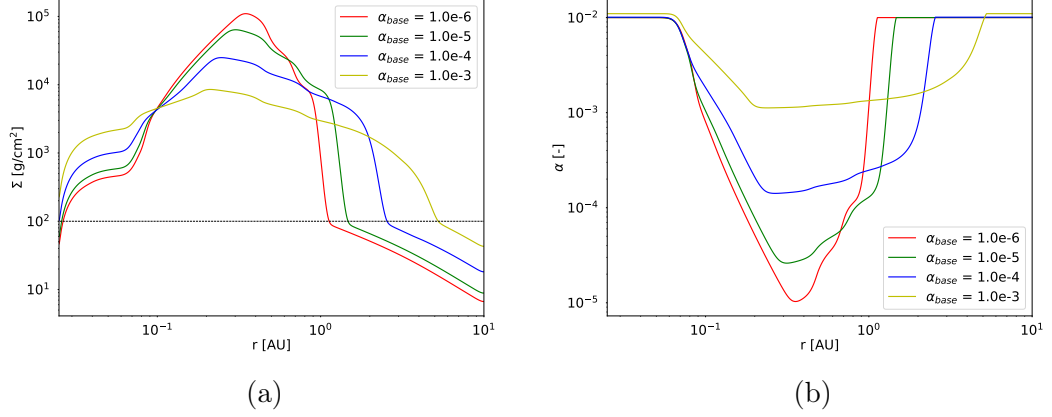 10^5
10^4
10^3
10^2
10^1
Σ [g/cm^2]
α_base = 1.0e-6
α_base = 1.0e-5
α_base = 1.0e-4
α_base = 1.0e-3
10^-1 10^0 10^1
r [AU]
(a)
10^-2
10^-3
10^-4
10^-5
α [-]
α_base = 1.0e-6
α_base = 1.0e-5
α_base = 1.0e-4
α_base = 1.0e-3
10^-1 10^0 10^1
r [AU]
(b)